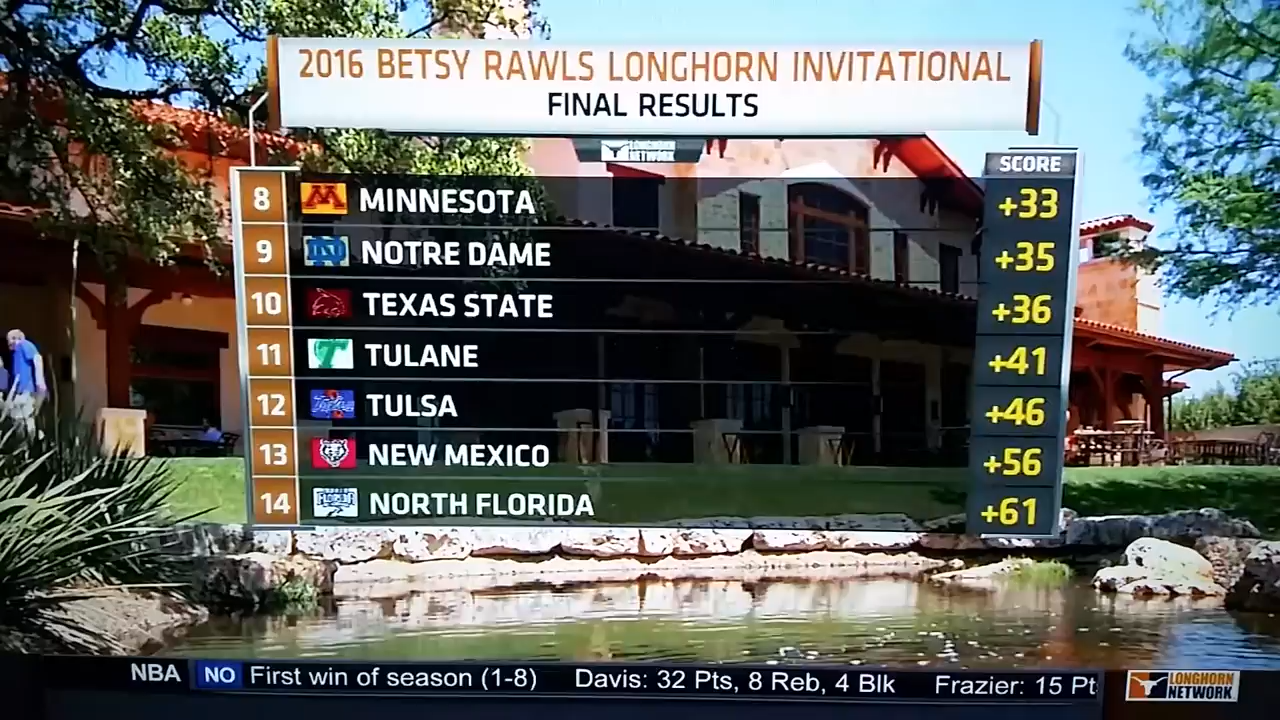 2016 BETSY RAWLS LONGHORN INVITATIONAL
FINAL RESULTS
LONGHORN NETWORK
SCORE
8 M MINNESOTA +33
9 ND NOTRE DAME +35
10 TEXAS STATE +36
11 T TULANE +41
12 TULSA +46
13 NEW MEXICO +56
14 NORTH FLORIDA +61
NBA NO First win of season (1-8) Davis: 32 Pts, 8 Reb, 4 Blk Frazier: 15 Pt
LONGHORN NETWORK